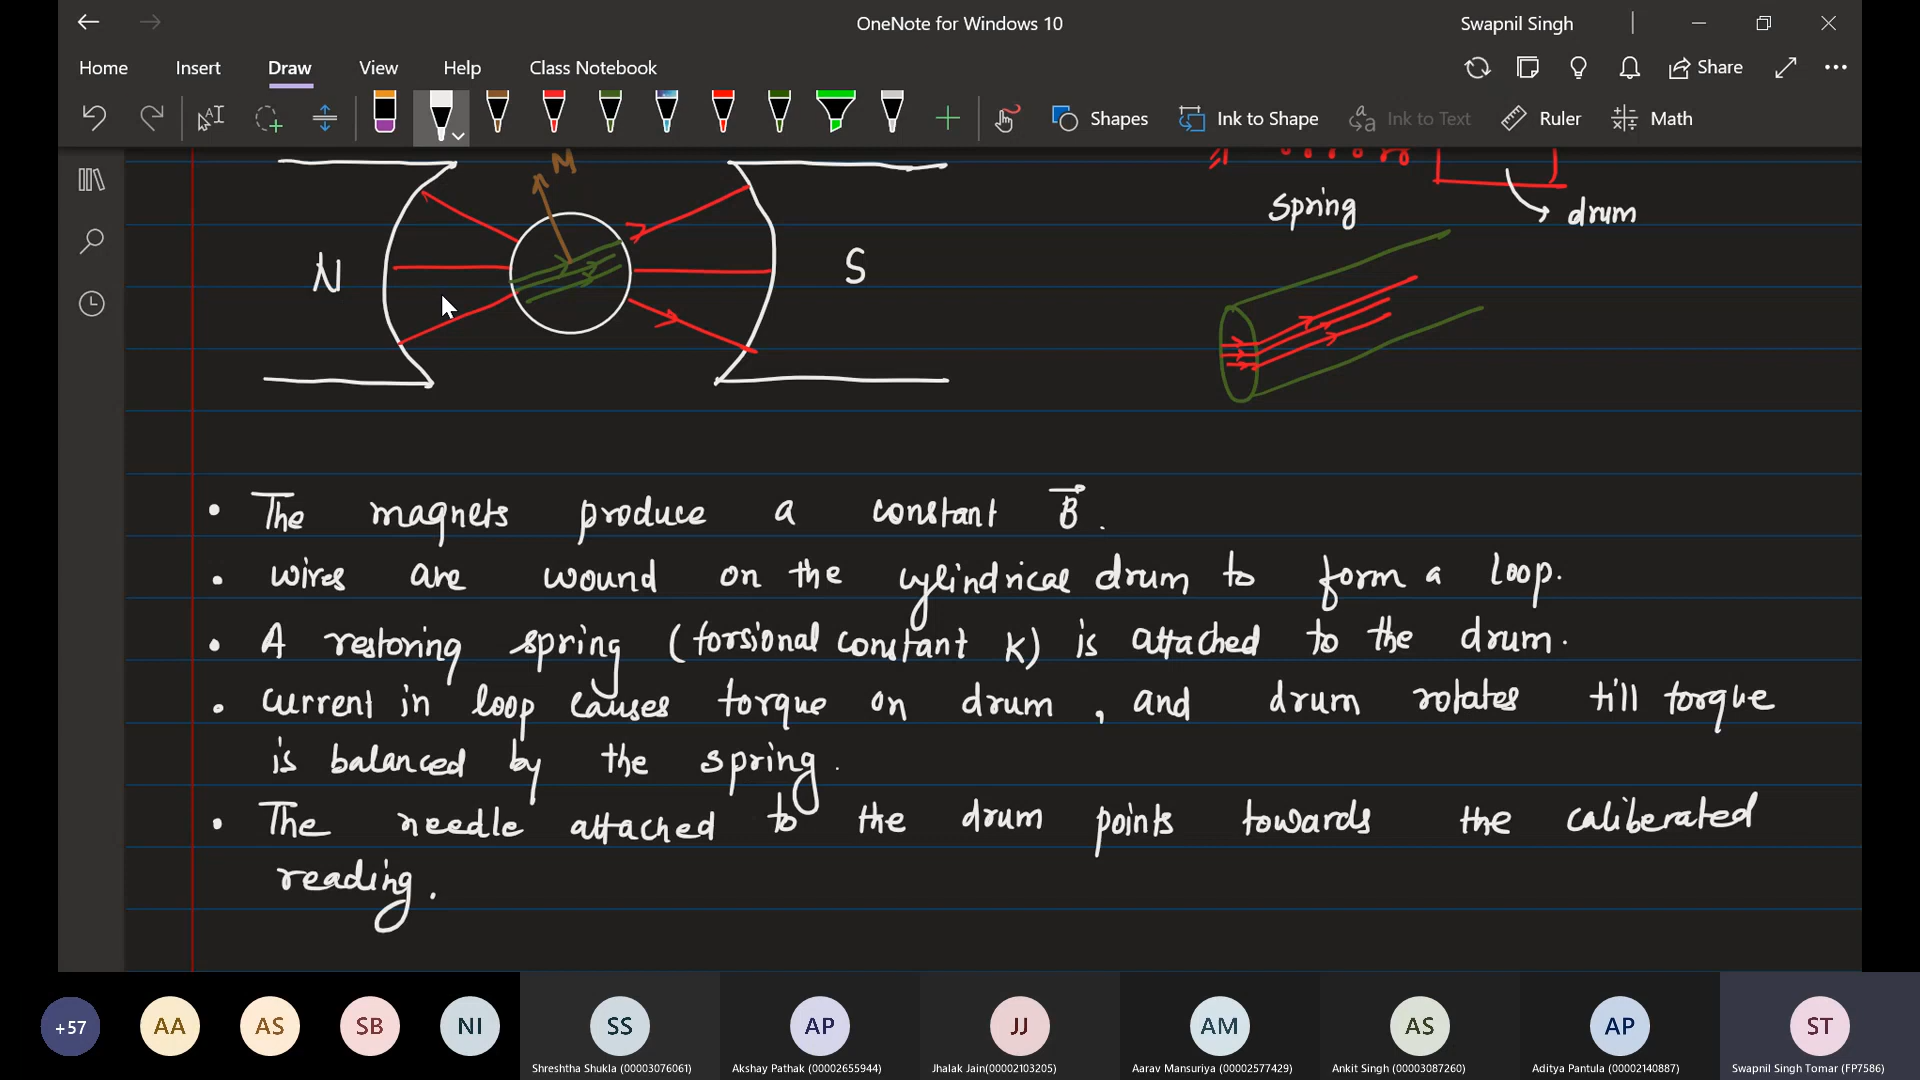 OneNote for Windows 10
Swapnil Singh
Home Insert Draw View Help Class Notebook
Share
Shapes Ink to Shape Ink to Text Ruler Math
M
N
S
Spring
drum
• The magnets produce a constant B⃗.
• wires are wound on the cylindrical drum to form a loop.
• A restoring spring (torsional constant K) is attached to the drum.
• current in loop causes torque on drum, and drum rotates till torque
is balanced by the spring.
• The needle attached to the drum points towards the caliberated
reading.
+57 AA AS SB NI SS AP JJ AM AS AP ST
Shreshtha Shukla (00003076061) Akshay Pathak (00002655944) Jhalak Jain(00002103205) Aarav Mansuriya (00002577429) Ankit Singh (00003087260) Aditya Pantula (00002140887) Swapnil Singh Tomar (FP7586)